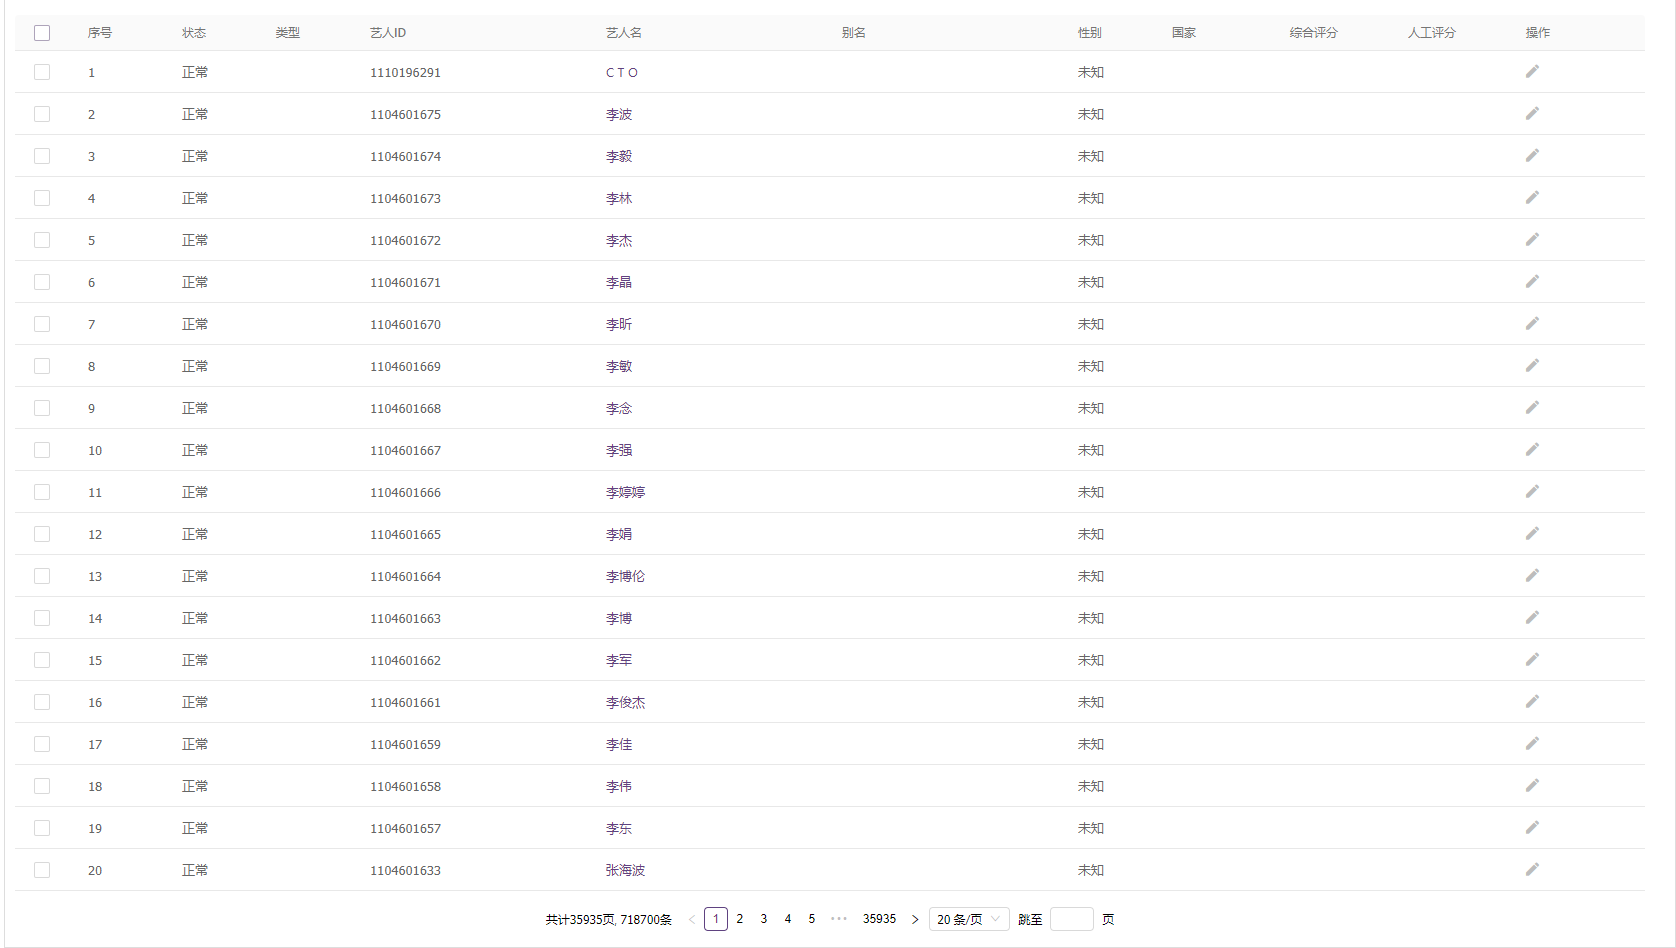 序号 状态 类型 艺人ID 艺人名 别名 性别 国家 综合评分 人工评分 操作
1 正常 1110196291 C T O 未知
2 正常 1104601675 李波 未知
3 正常 1104601674 李毅 未知
4 正常 1104601673 李林 未知
5 正常 1104601672 李杰 未知
6 正常 1104601671 李晶 未知
7 正常 1104601670 李昕 未知
8 正常 1104601669 李敏 未知
9 正常 1104601668 李念 未知
10 正常 1104601667 李强 未知
11 正常 1104601666 李婷婷 未知
12 正常 1104601665 李娟 未知
13 正常 1104601664 李博伦 未知
14 正常 1104601663 李博 未知
15 正常 1104601662 李军 未知
16 正常 1104601661 李俊杰 未知
17 正常 1104601659 李佳 未知
18 正常 1104601658 李伟 未知
19 正常 1104601657 李东 未知
20 正常 1104601633 张海波 未知
共计35935页, 718700条 < 1 2 3 4 5 ••• 35935 > 20 条/页 跳至 页